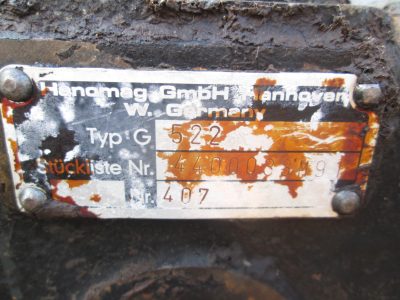 Hanomag GmbH Hannover
W. Germany
Typ: G 522
Stückliste Nr.
Nr. 407